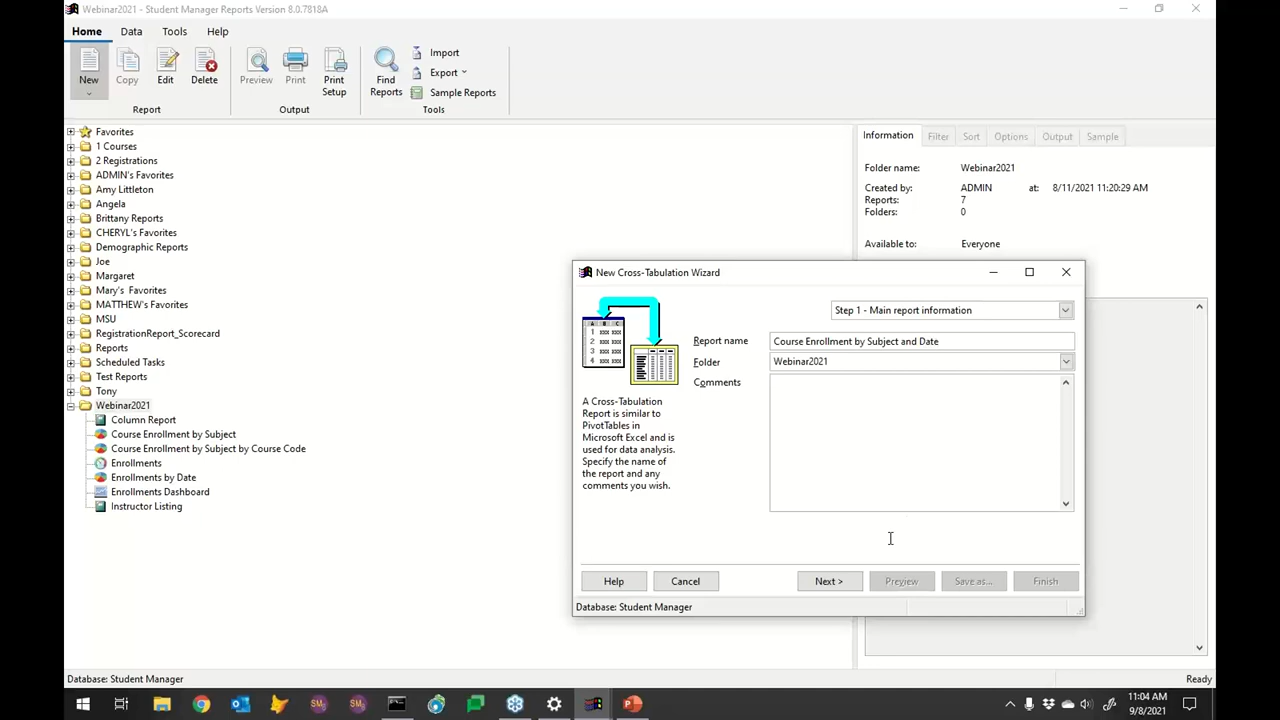 Webinar2021 - Student Manager Reports Version 8.0.7818A
Home Data Tools Help
New
Copy
Edit
Delete
Report
Preview
Print
Print Setup
Output
Find Reports
Import
Export
Sample Reports
Tools
Favorites
1 Courses
2 Registrations
ADMIN's Favorites
Amy Littleton
Angela
Brittany Reports
CHERYL's Favorites
Demographic Reports
Joe
Margaret
Mary's Favorites
MATTHEW's Favorites
MSU
RegistrationReport_Scorecard
Reports
Scheduled Tasks
Test Reports
Tony
Webinar2021
Column Report
Course Enrollment by Subject
Course Enrollment by Subject by Course Code
Enrollments
Enrollments by Date
Enrollments Dashboard
Instructor Listing
Information Filter Sort Options Output Sample
Folder name: Webinar2021
Created by: ADMIN at: 8/11/2021 11:20:29 AM
Reports: 7
Folders: 0
Available to: Everyone
New Cross-Tabulation Wizard
Step 1 - Main report information
Report name Course Enrollment by Subject and Date
Folder Webinar2021
Comments
A Cross-Tabulation
Report is similar to
PivotTables in
Microsoft Excel and is
used for data analysis.
Specify the name of
the report and any
comments you wish.
Help Cancel Next > Preview Save as... Finish
Database: Student Manager
Database: Student Manager
Ready
11:04 AM
9/8/2021